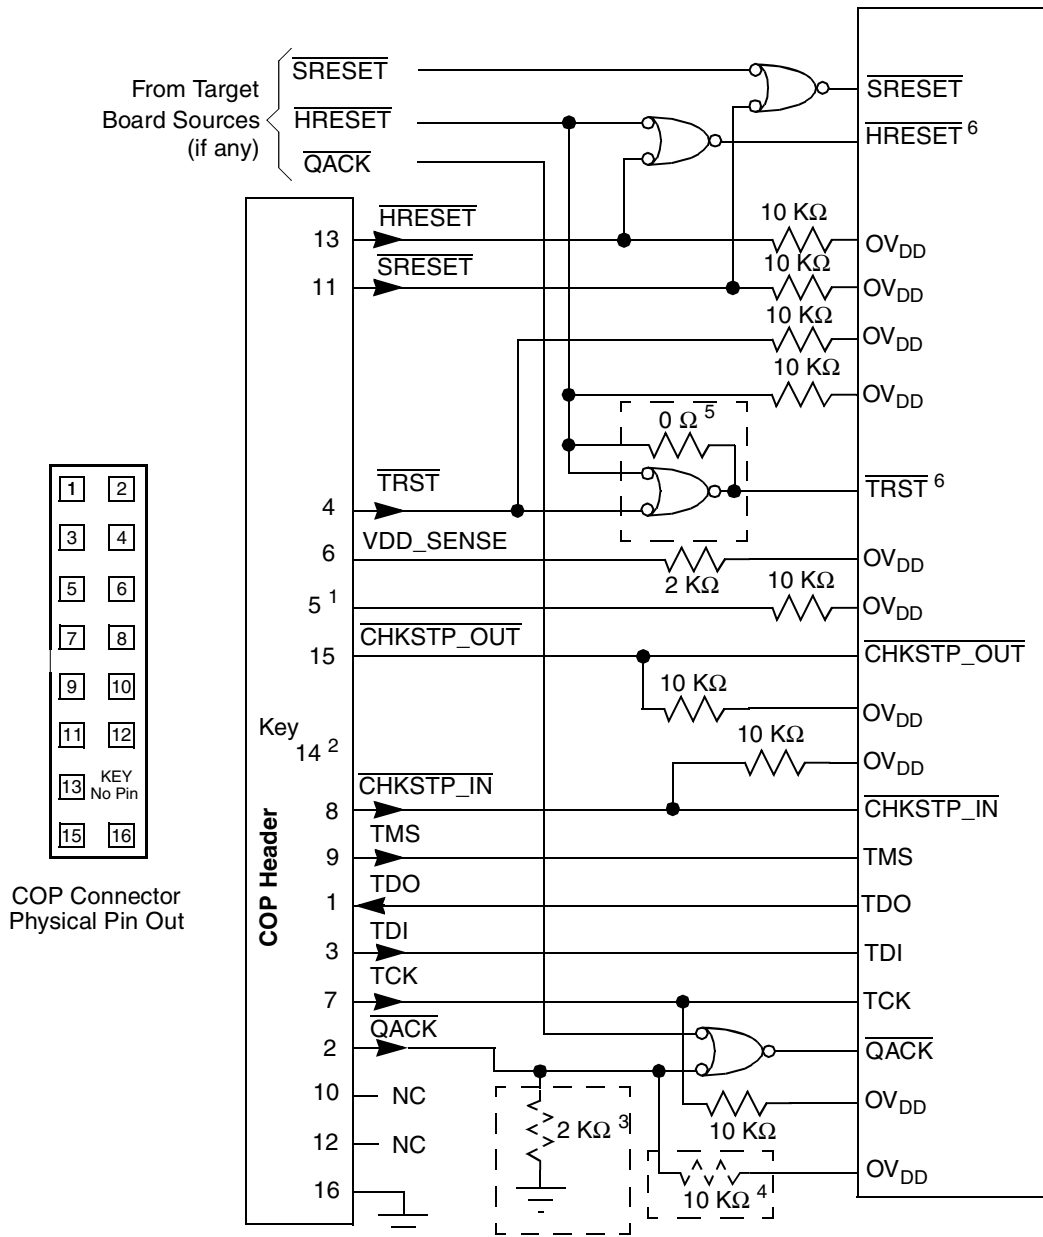 From Target
Board Sources
(if any)
SRESET
HRESET
QACK
SRESET
HRESET 6
13
HRESET
10 KΩ
OVDD
11
SRESET
10 KΩ
OVDD
10 KΩ
OVDD
10 KΩ
OVDD
0 Ω 5
4
TRST
TRST 6
6
VDD_SENSE
2 KΩ
OVDD
5 1
10 KΩ
OVDD
15
CHKSTP_OUT
CHKSTP_OUT
10 KΩ
OVDD
Key
14 2
10 KΩ
OVDD
8
CHKSTP_IN
CHKSTP_IN
9
TMS
TMS
1
TDO
TDO
3
TDI
TDI
7
TCK
TCK
2
QACK
QACK
10
NC
10 KΩ
OVDD
12
NC
2 KΩ 3
16
10 KΩ 4
OVDD
COP Header
1 2
3 4
5 6
7 8
9 10
11 12
13 KEY
No Pin
15 16
COP Connector
Physical Pin Out